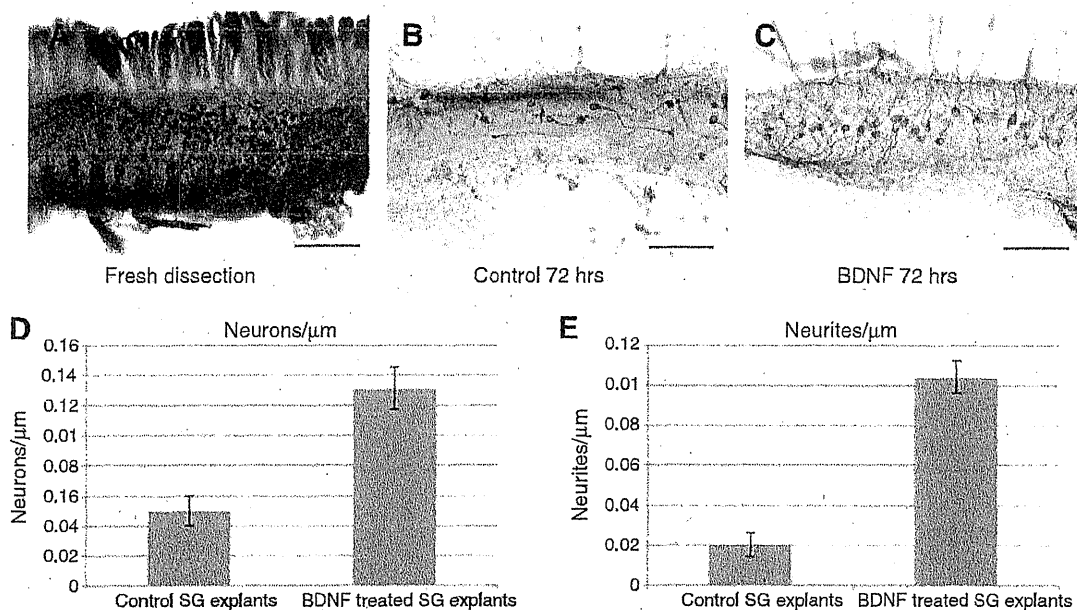 B
C
Fresh dissection
Control 72 hrs
BDNF 72 hrs
D
Neurons/µm
0.16
0.14
0.12
0.01
0.08
0.16
0.04
0.02
0
Neurons/µm
Control SG explants
BDNF treated SG explants
E
Neurites/µm
0.12
0.01
0.08
0.06
0.04
0.02
0
Neurites/µm
Control SG explants
BDNF treated SG explants